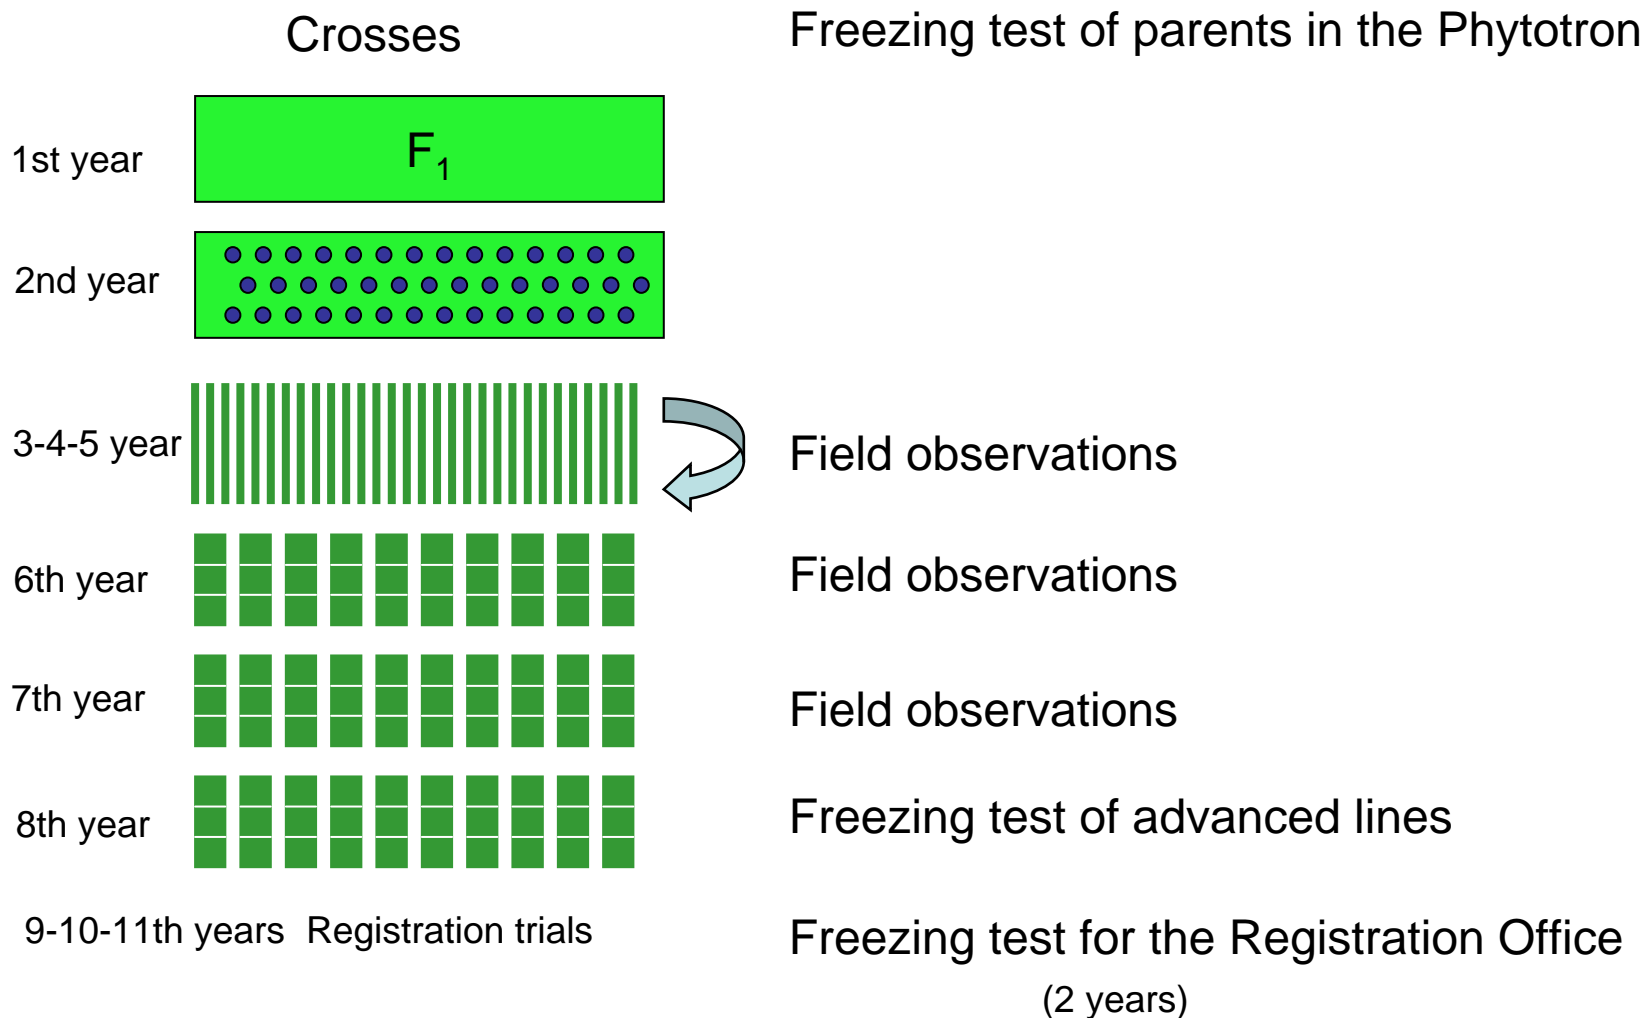 Crosses Freezing test of parents in the Phytotron
1st year F₁
2nd year
3-4-5 year Field observations
6th year Field observations
7th year Field observations
8th year Freezing test of advanced lines
9-10-11th years Registration trials Freezing test for the Registration Office
(2 years)